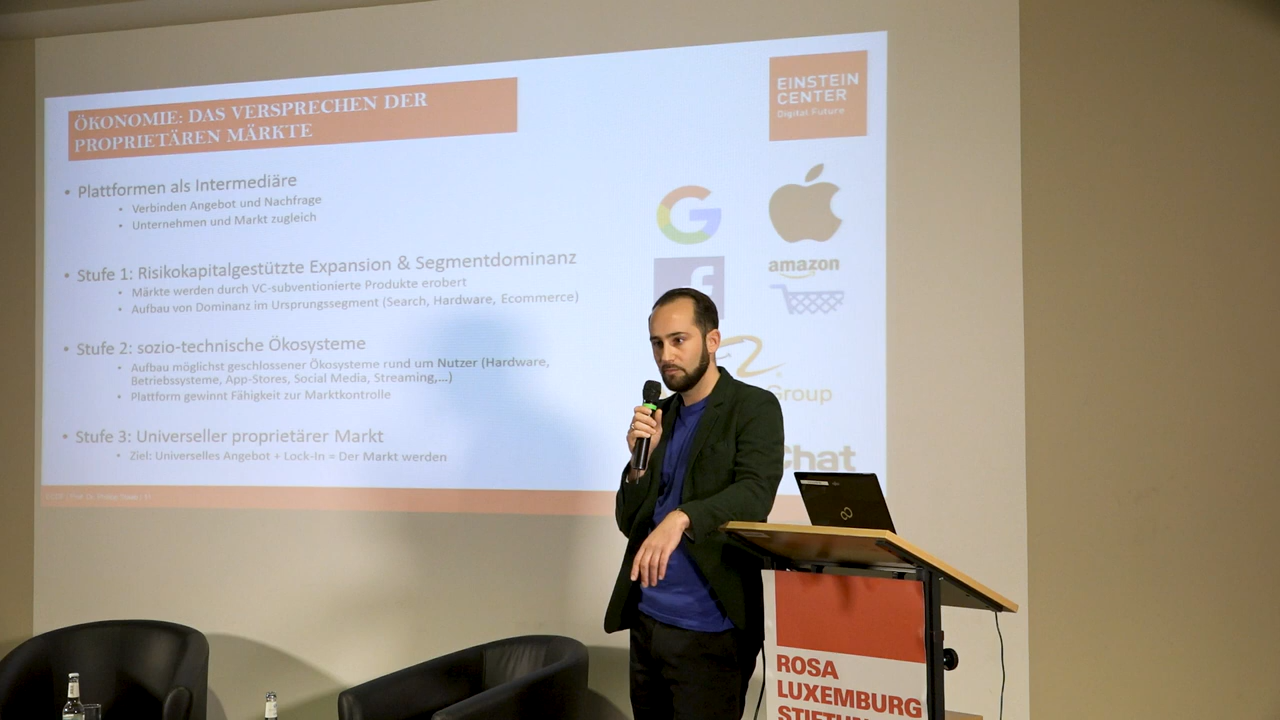 ÖKONOMIE: DAS VERSPRECHEN DER
PROPRIETÄREN MÄRKTE
EINSTEIN
CENTER
Digital Future
• Plattformen als Intermediäre
• Verbinden Angebot und Nachfrage
• Unternehmen und Markt zugleich
• Stufe 1: Risikokapitalgestützte Expansion & Segmentdominanz
• Märkte werden durch VC-subventionierte Produkte erobert
• Aufbau von Dominanz im Ursprungssegment (Search, Hardware, Ecommerce)
• Stufe 2: sozio-technische Ökosysteme
• Aufbau möglichst geschlossener Ökosysteme rund um Nutzer (Hardware,
Betriebssysteme, App-Stores, Social Media, Streaming,...)
• Plattform gewinnt Fähigkeit zur Marktkontrolle
• Stufe 3: Universeller proprietärer Markt
• Ziel: Universelles Angebot + Lock-In = Der Markt werden
G
f
amazon
Group
Chat
ROSA
LUXEMBURG
STIFTUN